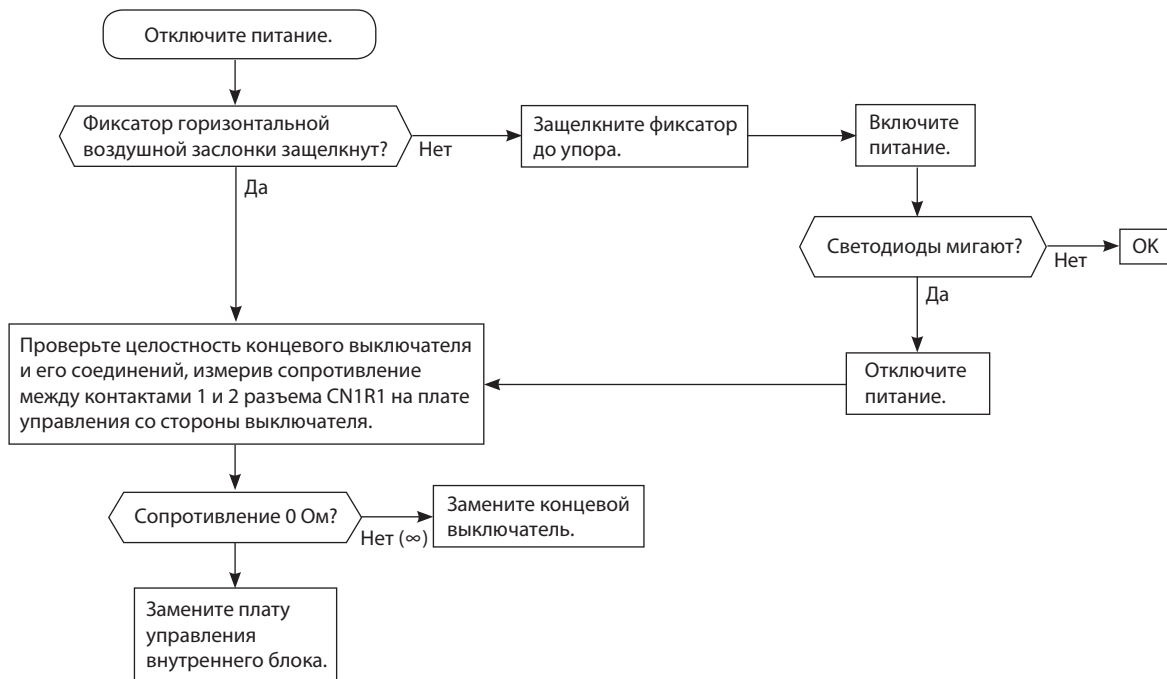 Отключите питание.
Фиксатор горизонтальной
воздушной заслонки защелкнут?
Нет
Защелкните фиксатор
до упора.
Включите
питание.
Да
Светодиоды мигают?
Нет
OK
Да
Проверьте целостность концевого выключателя
и его соединений, измерив сопротивление
между контактами 1 и 2 разъема CN1R1 на плате
управления со стороны выключателя.
Отключите
питание.
Сопротивление 0 Ом?
Нет (∞)
Замените концевой
выключатель.
Замените плату
управления
внутреннего блока.